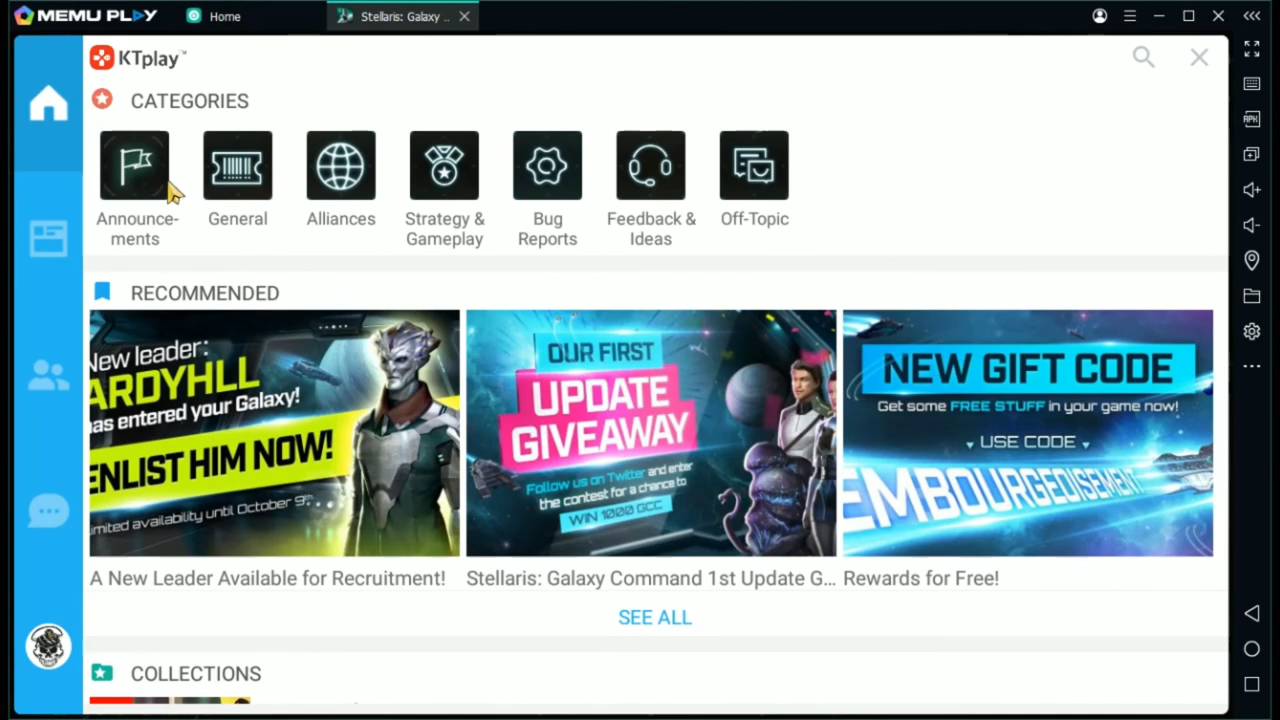 MEMU PLAY
Home
Stellaris: Galaxy ..
KTplay™
CATEGORIES
Announce-
ments
General
Alliances
Strategy &
Gameplay
Bug
Reports
Feedback &
Ideas
Off-Topic
APK
RECOMMENDED
New leader:
ARDYHLL
has entered your Galaxy!
ENLIST HIM NOW!
limited availability until October 9th
OUR FIRST
UPDATE
GIVEAWAY
Follow us on Twitter and enter
the contest for a chance to
WIN 1000 GCC
NEW GIFT CODE
Get some FREE STUFF in your game now!
USE CODE
EMBOURGEOISEMENT
A New Leader Available for Recruitment!
Stellaris: Galaxy Command 1st Update G...
Rewards for Free!
SEE ALL
COLLECTIONS